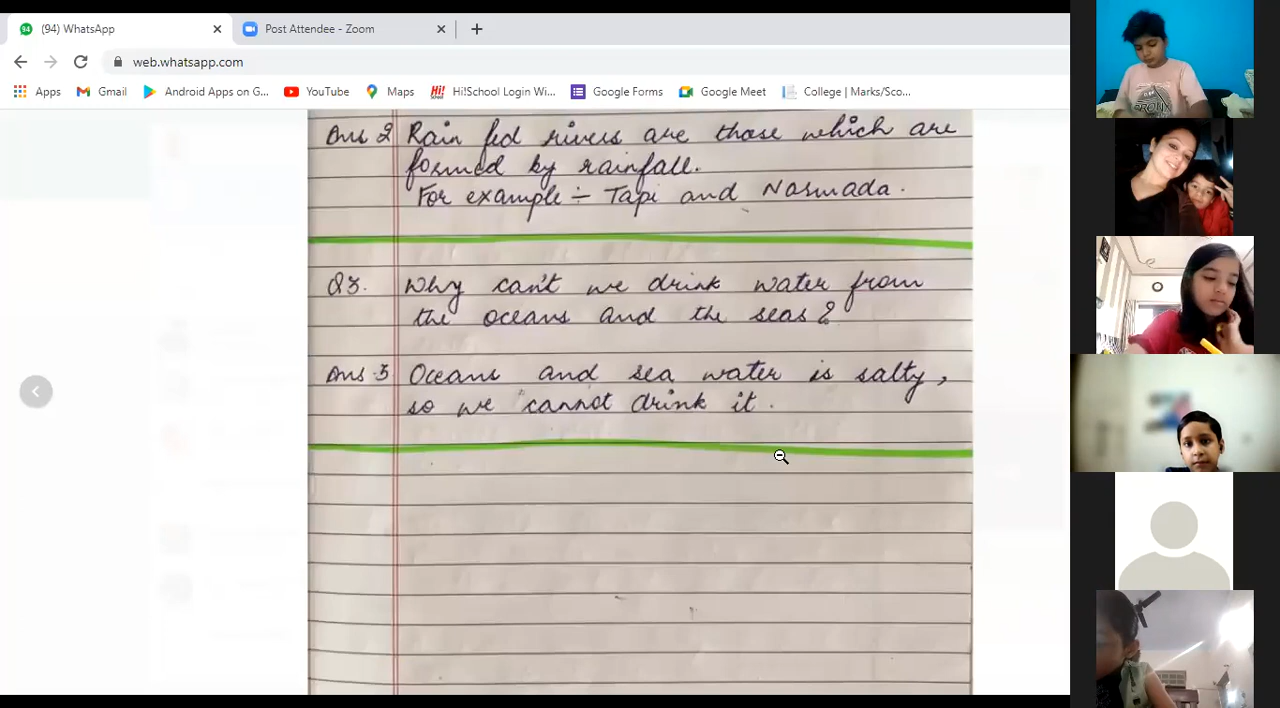 (94) WhatsApp
Post Attendee - Zoom
web.whatsapp.com
Apps Gmail Android Apps on G... YouTube Maps Hi!School Login Wi... Google Forms Google Meet College | Marks/Sco...
Ans 2 Rain fed rivers are those which are
formed by rainfall.
For example ÷ Tapi and Narmada.
Q3. Why can't we drink water from
the oceans and the seas?
Ans 3 Oceans and sea water is salty,
so we cannot drink it.